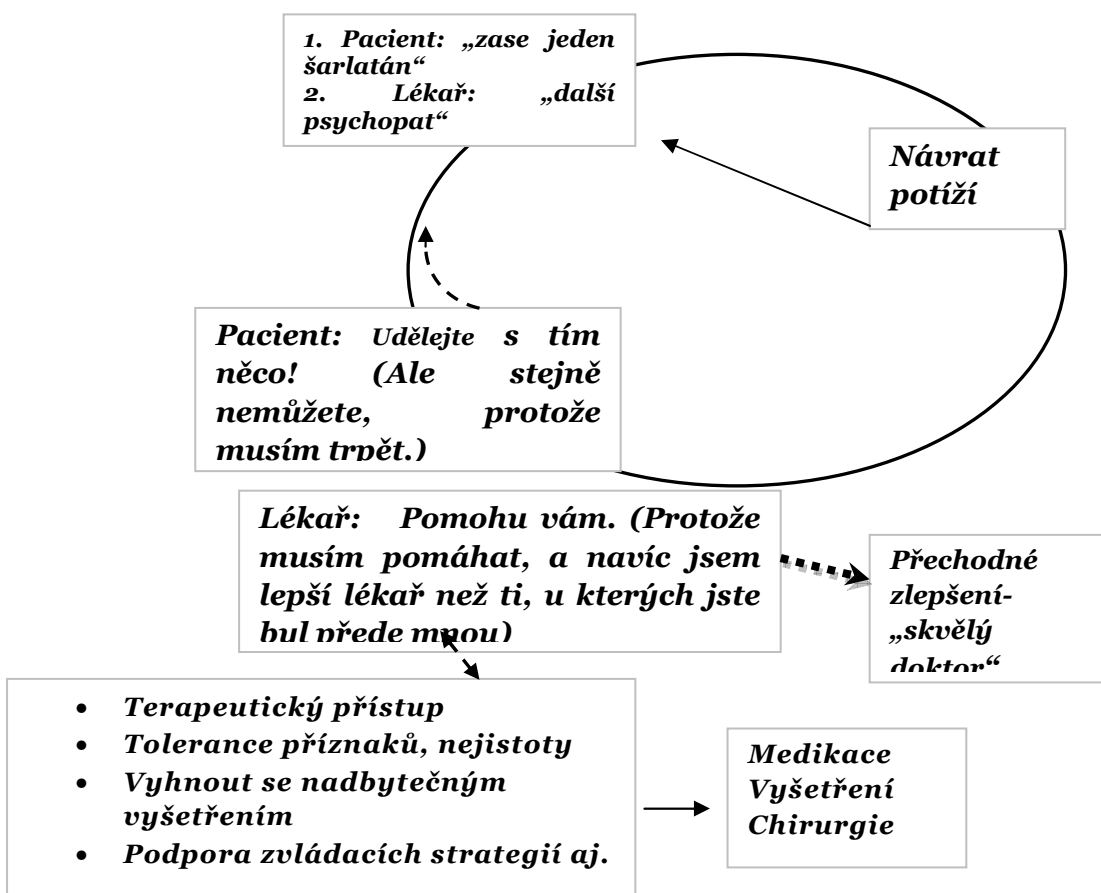 1. Pacient: „zase jeden
šarlatán“
2. Lékař: „další
psychopat“
Návrat
potíží
Pacient: Udělejte s tím
něco! (Ale stejně
nemůžete, protože
musím trpět.)
Lékař: Pomohu vám. (Protože
musím pomáhat, a navíc jsem
lepší lékař než ti, u kterých jste
byl přede mnou)
Přechodné
zlepšení-
„skvělý
doktor“
• Terapeutický přístup
• Tolerance příznaků, nejistoty
• Vyhnout se nadbytečným
vyšetřením
• Podpora zvládacích strategií aj.
Medikace
Vyšetření
Chirurgie